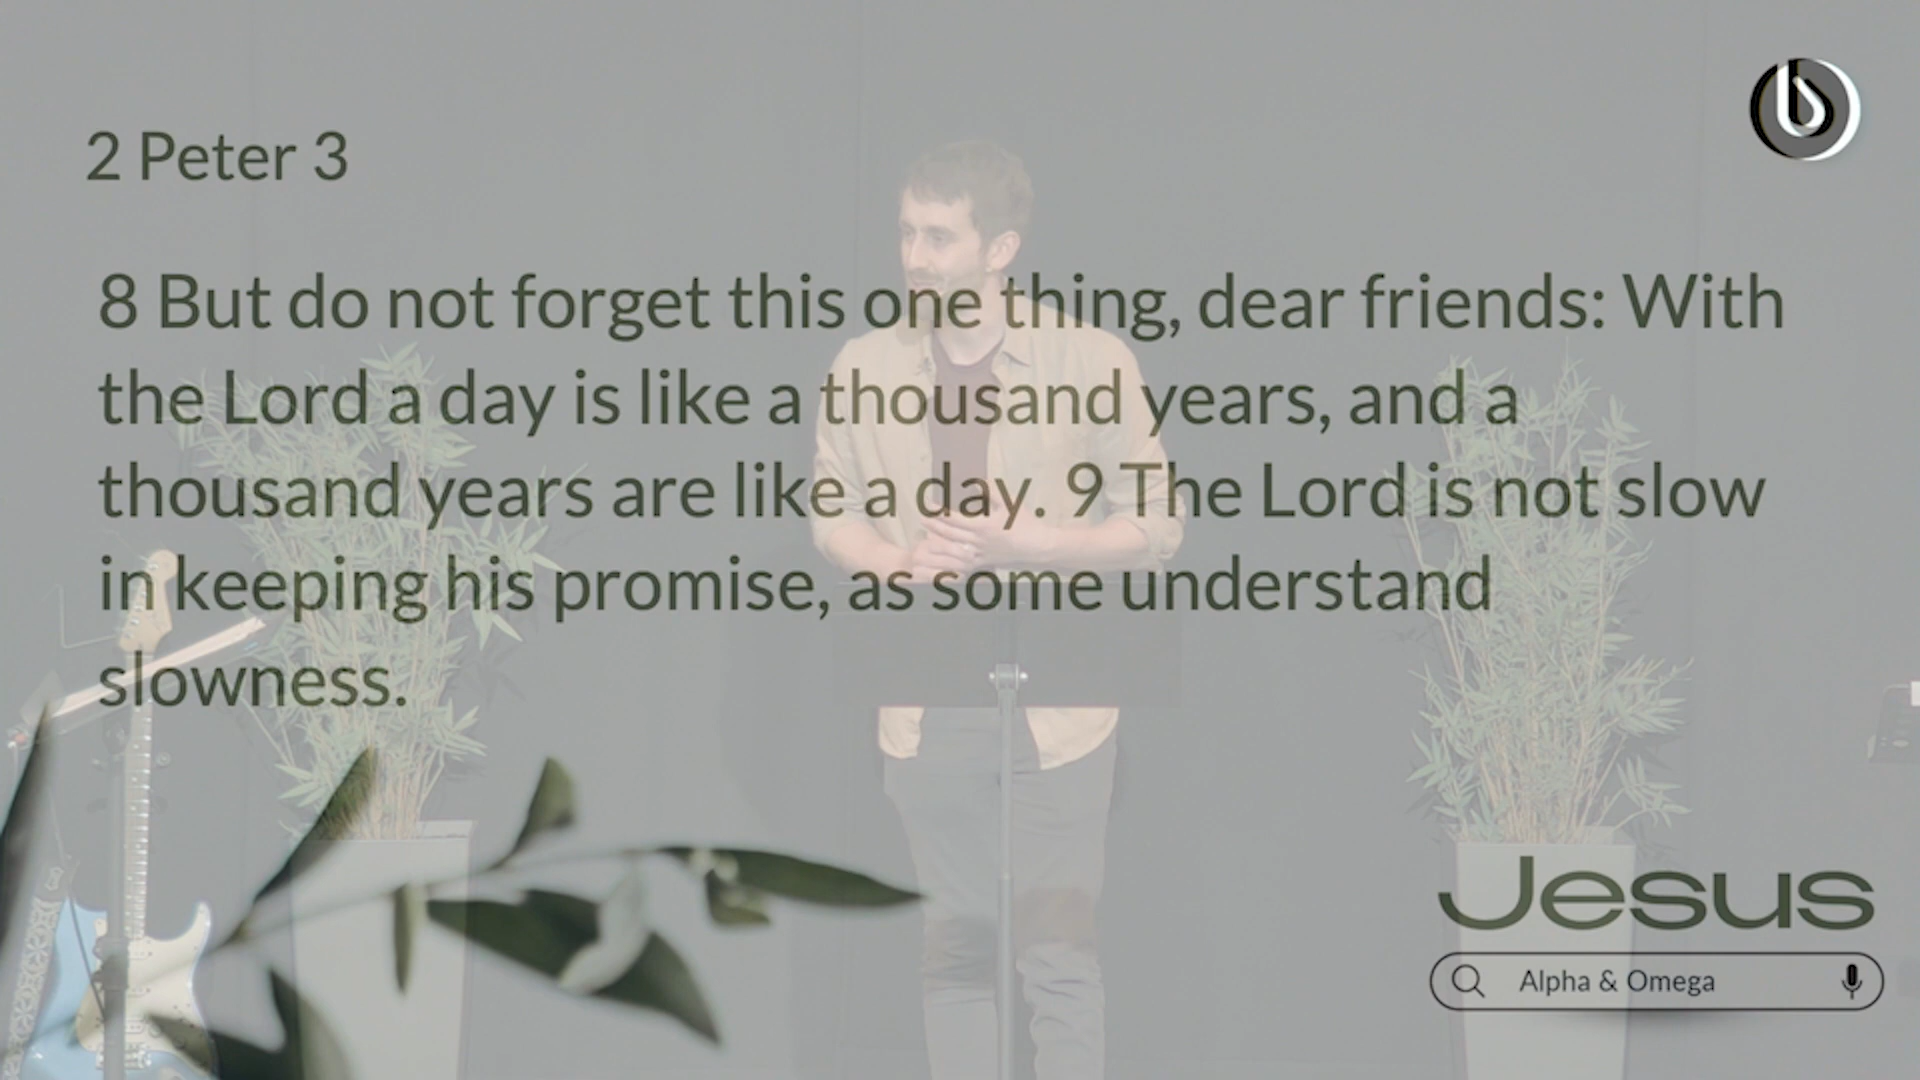 2 Peter 3
8 But do not forget this one thing, dear friends: With
the Lord a day is like a thousand years, and a
thousand years are like a day. 9 The Lord is not slow
in keeping his promise, as some understand
slowness.
Jesus
Alpha & Omega